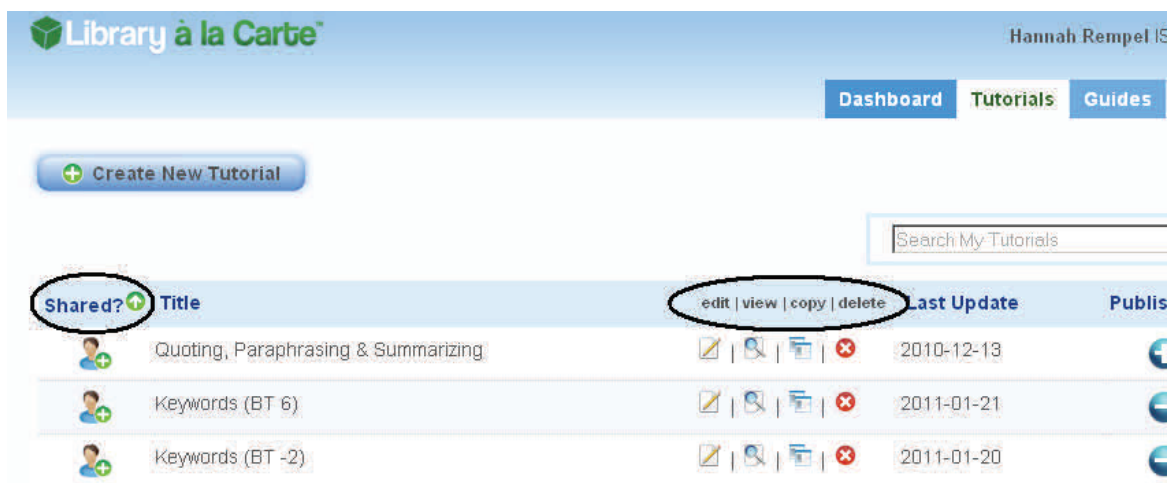 Library à la Carte™
Hannah Rempel IS
Dashboard Tutorials Guides
Create New Tutorial
Search My Tutorials
Shared? Title edit | view | copy | delete Last Update Publis
Quoting, Paraphrasing & Summarizing | | | 2010-12-13
Keywords (BT 6) | | | 2011-01-21
Keywords (BT -2) | | | 2011-01-20